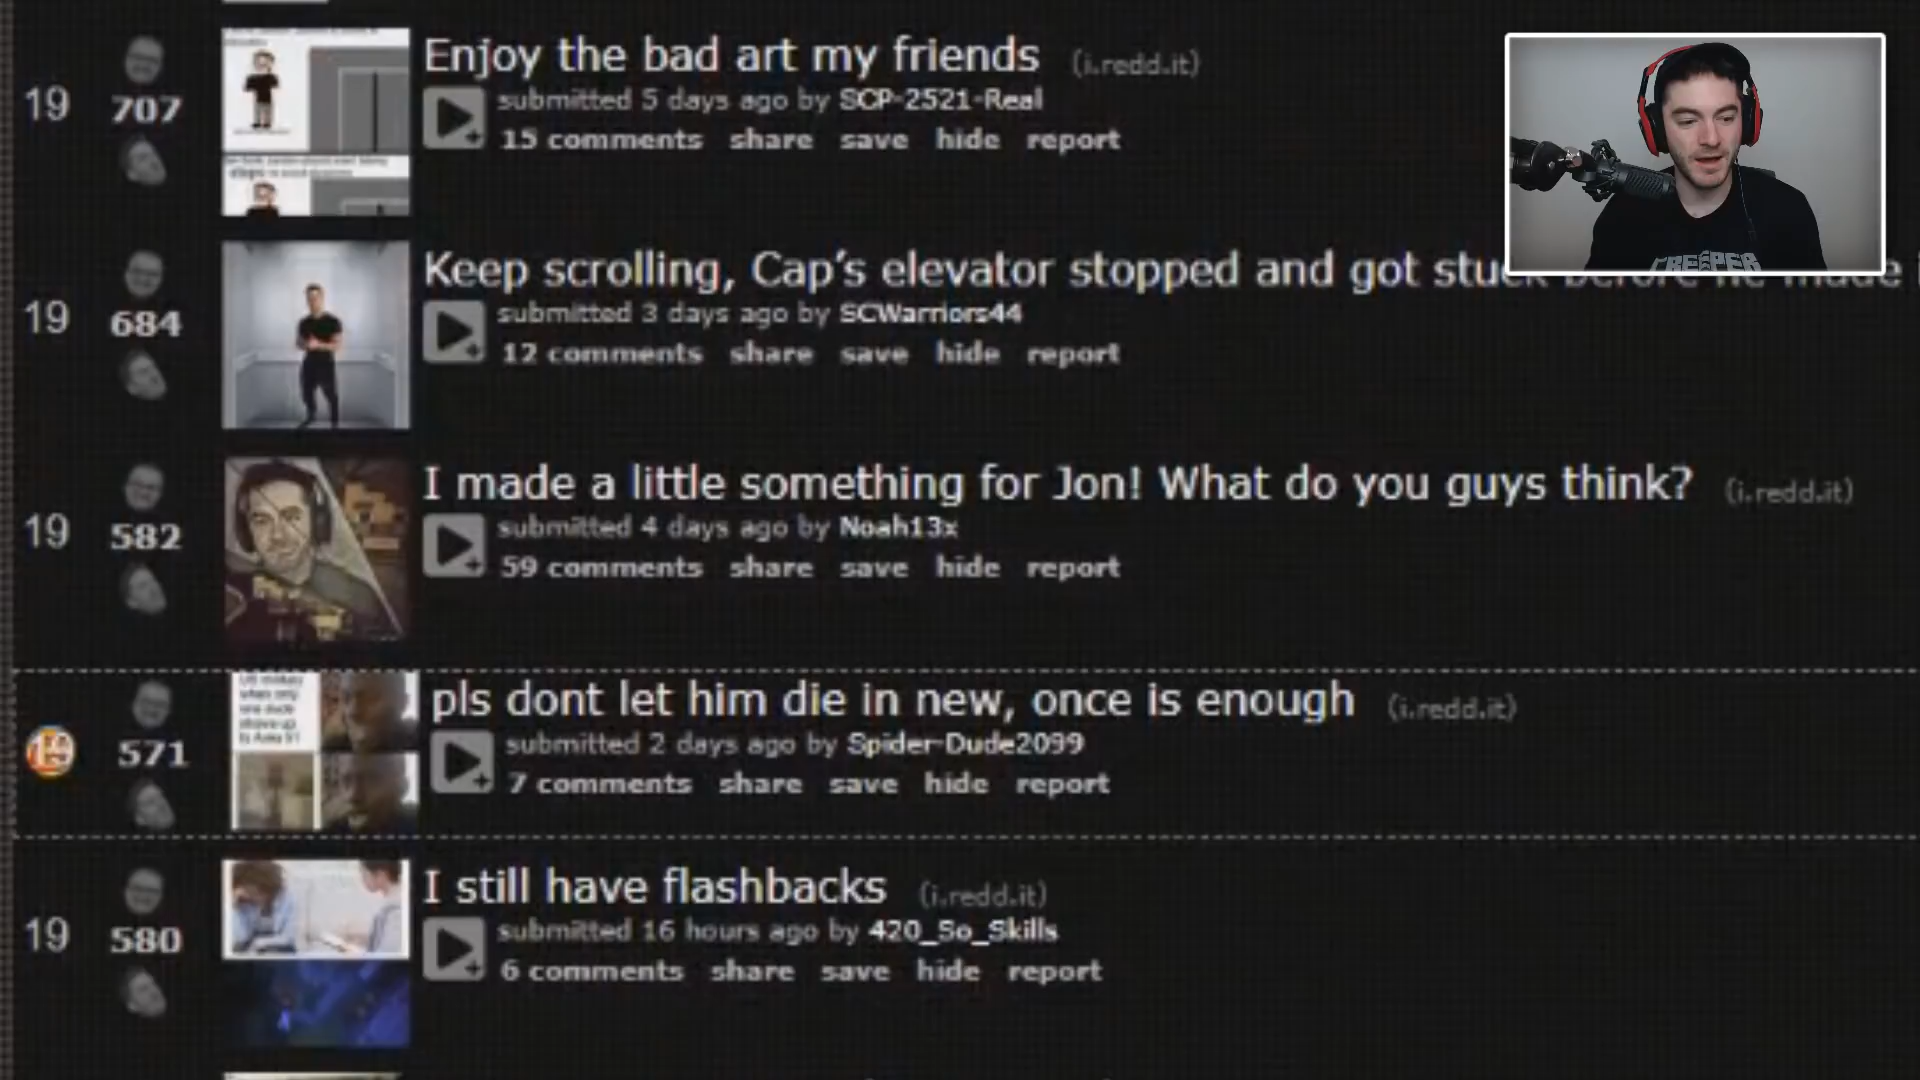 Enjoy the bad art my friends (i.redd.it)
19
707
submitted 5 days ago by SCP-2521-Real
15 comments share save hide report
Keep scrolling, Cap's elevator stopped and got stuck before he made
19
684
submitted 3 days ago by SCWarriors44
12 comments share save hide report
I made a little something for Jon! What do you guys think? (i.redd.it)
19
582
submitted 4 days ago by Noah13x
59 comments share save hide report
pls dont let him die in new, once is enough (i.redd.it)
571
submitted 2 days ago by Spider-Dude2099
7 comments share save hide report
I still have flashbacks (i.redd.it)
19
580
submitted 16 hours ago by 420_So_Skills
6 comments share save hide report
CREEPER